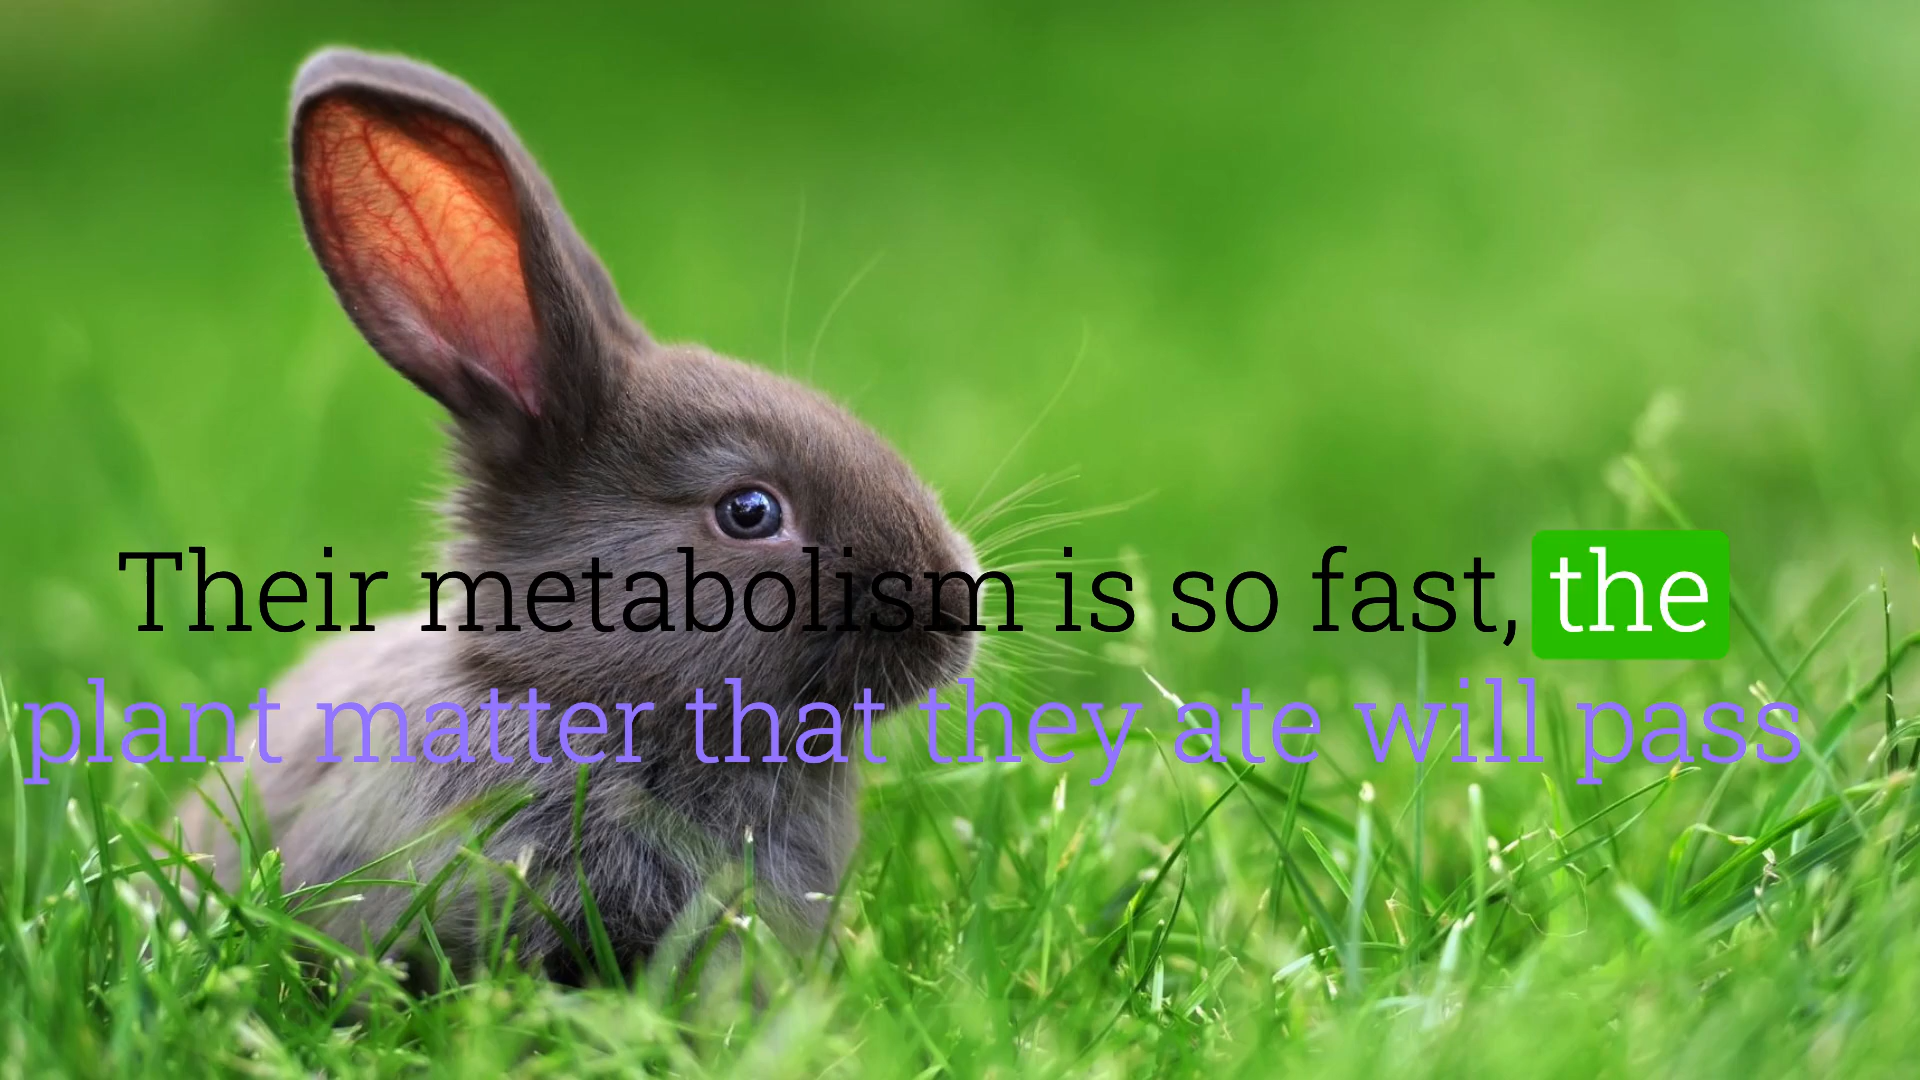 Their metabolism is so fast, the
plant matter that they ate will pass